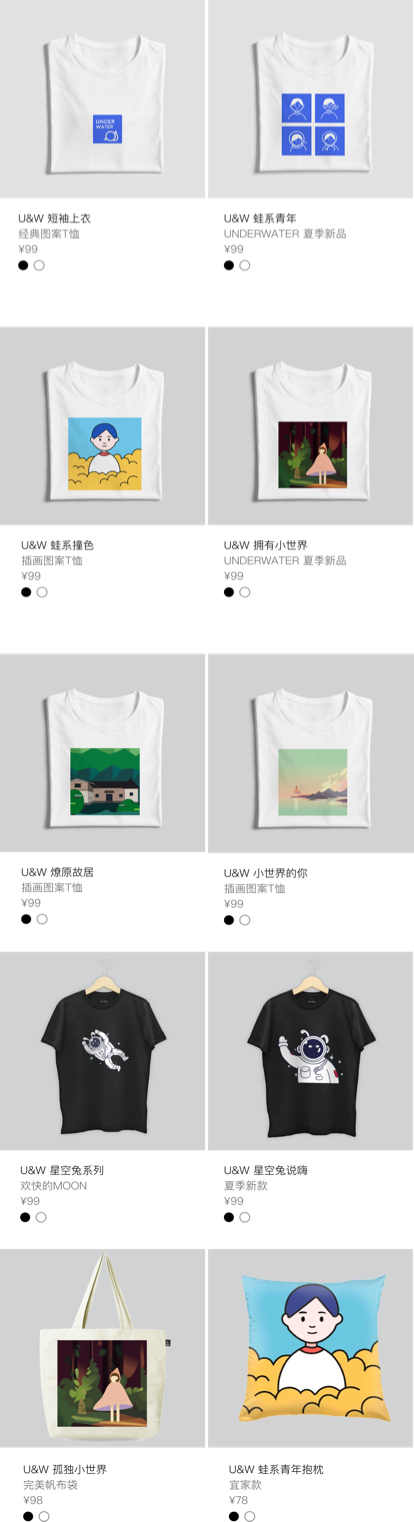 UNDER
WATER
U&W 短袖上衣
经典图案T恤
¥99
U&W 蛙系青年
UNDERWATER 夏季新品
¥99
U&W 蛙系撞色
插画图案T恤
¥99
U&W 拥有小世界
UNDERWATER 夏季新品
¥99
U&W 燎原故居
插画图案T恤
¥99
U&W 小世界的你
插画图案T恤
¥99
U&W 星空兔系列
欢快的MOON
¥99
U&W 星空兔说嗨
夏季新款
¥99
U&W 孤独小世界
完美帆布袋
¥98
U&W 蛙系青年抱枕
宜家款
¥78